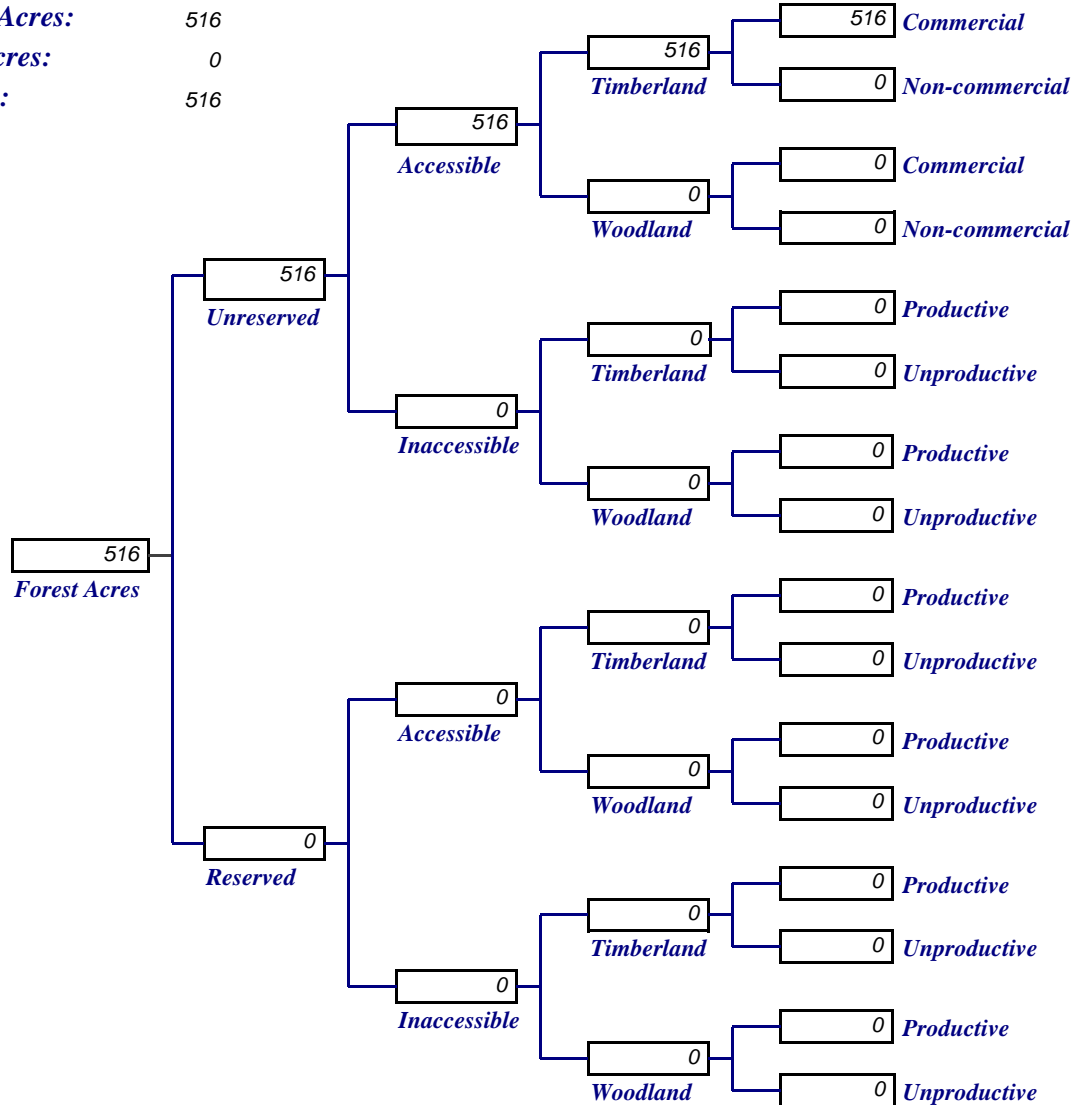 Acres: 516
cres: 0
: 516
516 Commercial
516
Timberland
0 Non-commercial
516
Accessible
0 Commercial
0
Woodland
0 Non-commercial
516
Unreserved
0 Productive
0
Timberland
0 Unproductive
0
Inaccessible
0 Productive
0
Woodland
0 Unproductive
516
Forest Acres
0 Productive
0
Timberland
0 Unproductive
0
Accessible
0 Productive
0
Woodland
0 Unproductive
0
Reserved
0 Productive
0
Timberland
0 Unproductive
0
Inaccessible
0 Productive
0
Woodland
0 Unproductive